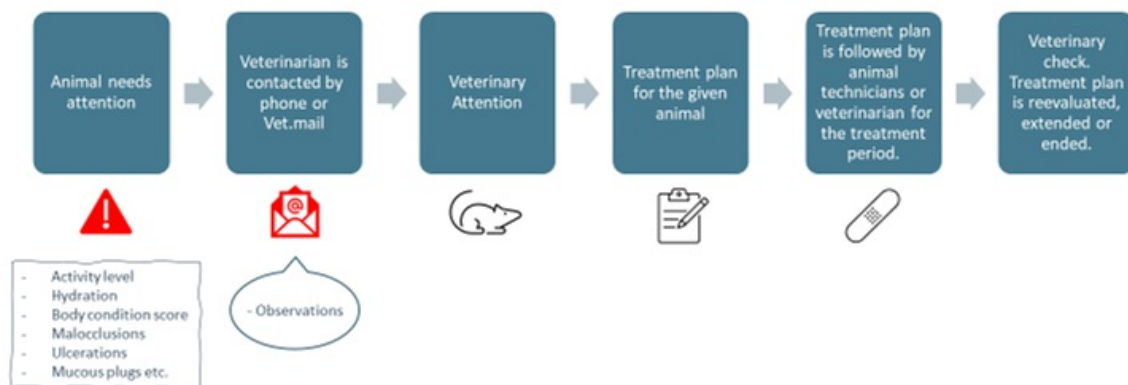 Animal needs
attention
Veterinarian is
contacted by
phone or
Vet.mail
Veterinary
Attention
Treatment plan
for the given
animal
Treatment plan
is followed by
animal
technicians or
veterinarian for
the treatment
period.
Veterinary
check.
Treatment plan
is reevaluated,
extended or
ended.
@
- Activity level
- Hydration
- Body condition score
- Malocclusions
- Ulcerations
- Mucous plugs etc.
- Observations